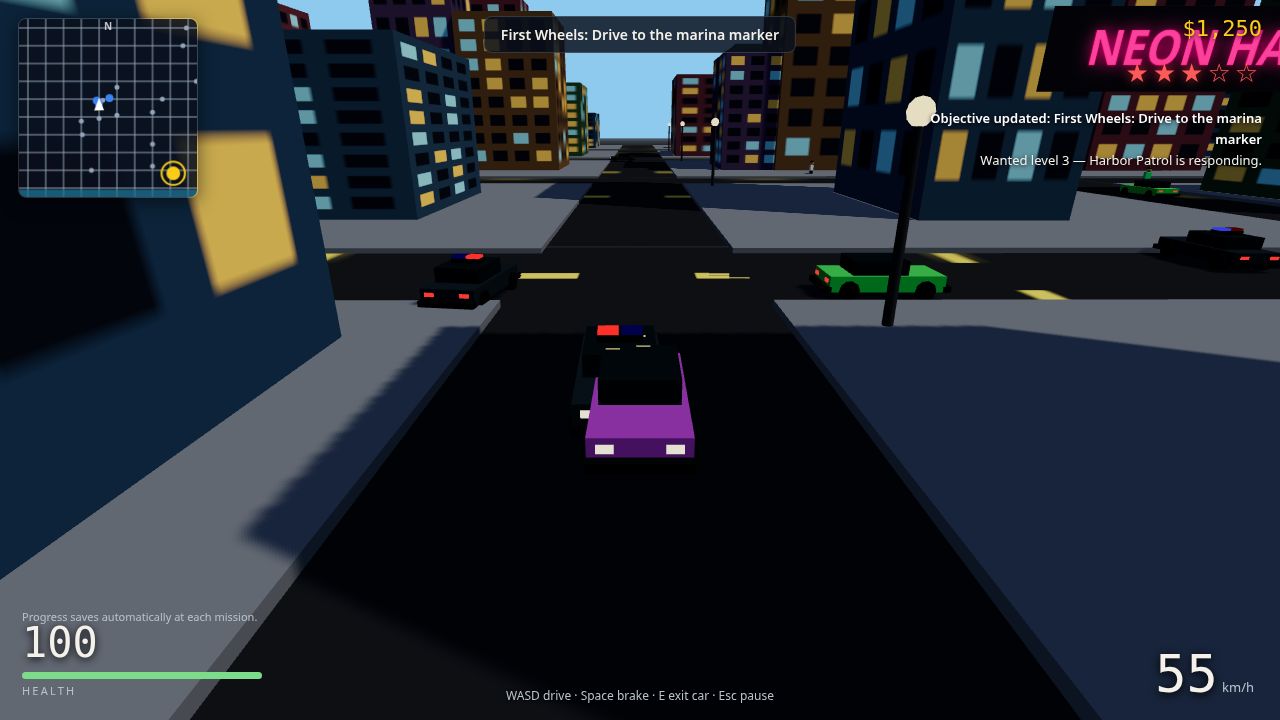 N
First Wheels: Drive to the marina marker
$1,250
NEON HA
★★★☆☆
Objective updated: First Wheels: Drive to the marina
marker
Wanted level 3 — Harbor Patrol is responding.
Progress saves automatically at each mission.
100
HEALTH
WASD drive · Space brake · E exit car · Esc pause
55 km/h